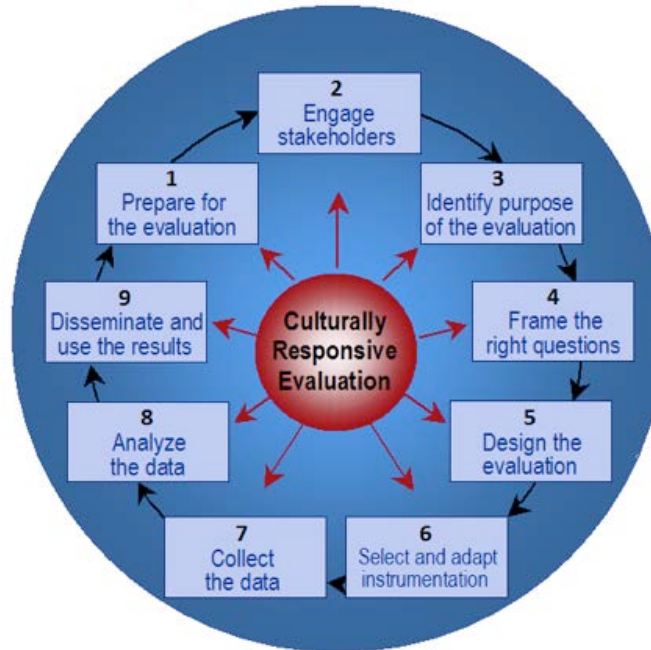 2
Engage
stakeholders
1
Prepare for
the evaluation
3
Identify purpose
of the evaluation
9
Disseminate and
use the results
4
Frame the
right questions
Culturally
Responsive
Evaluation
8
Analyze
the data
5
Design the
evaluation
7
Collect
the data
6
Select and adapt
instrumentation